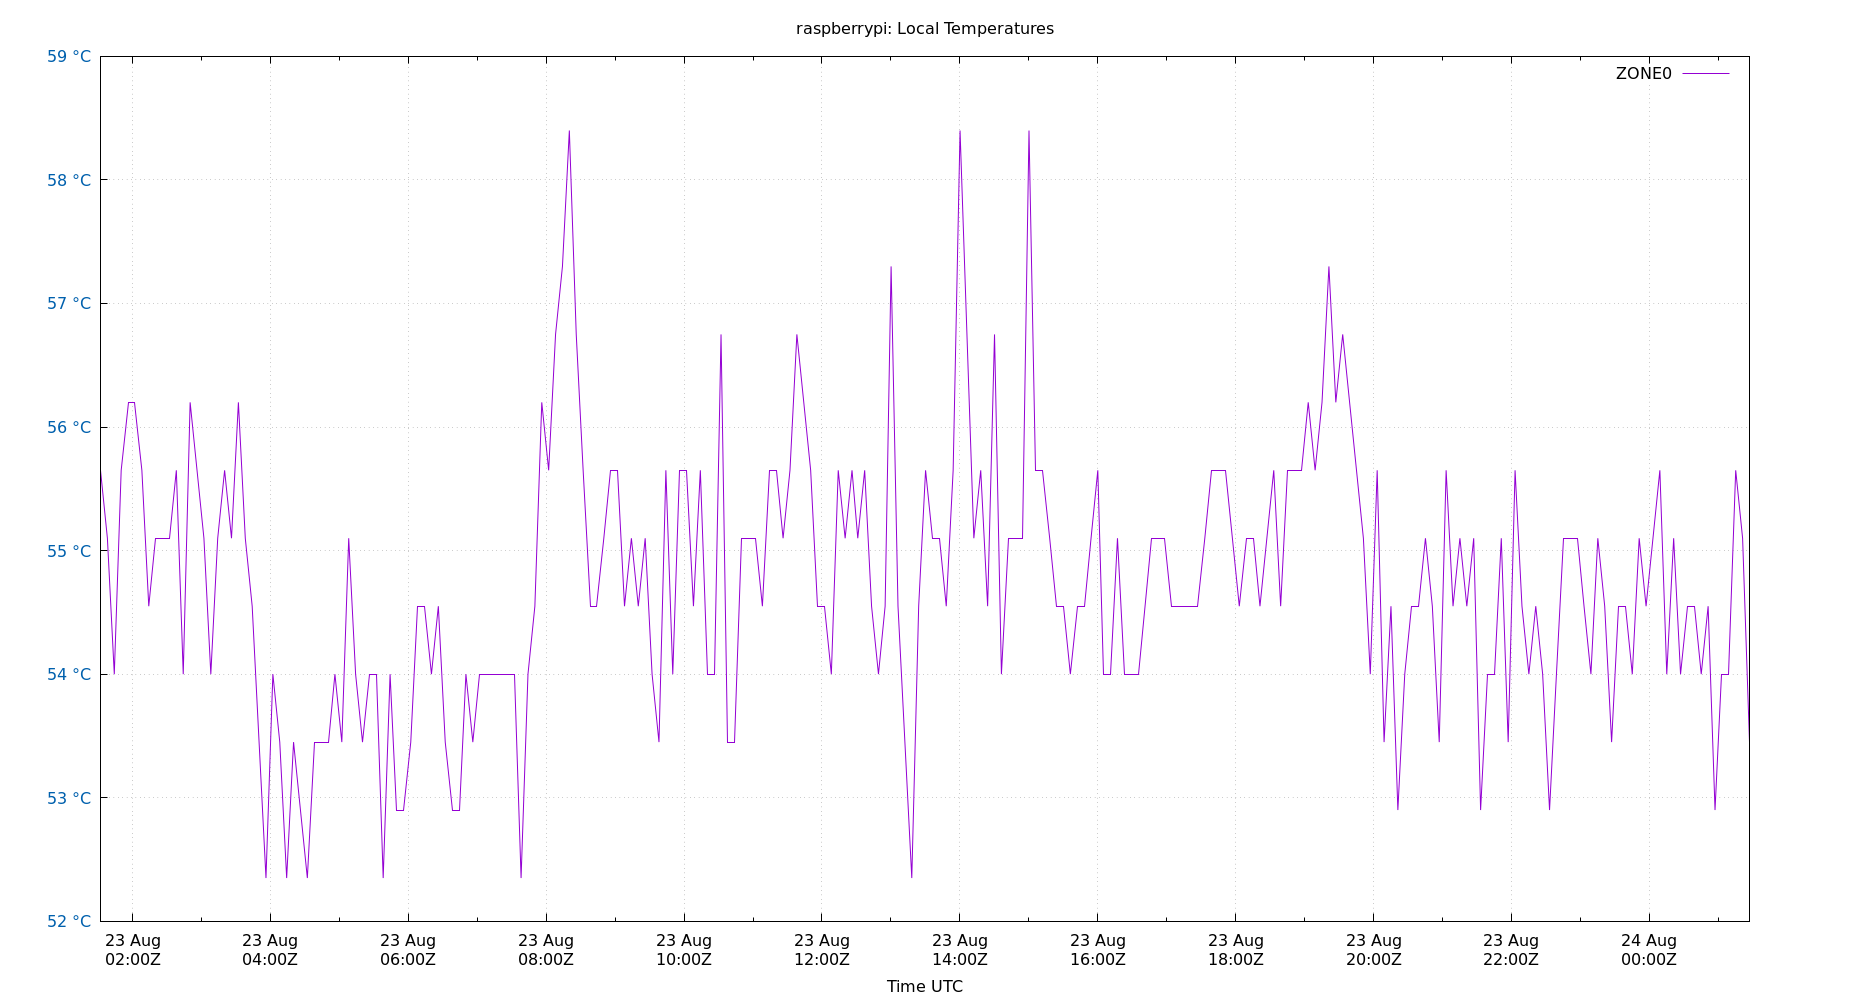 raspberrypi: Local Temperatures
59 °C
ZONE0
58 °C
57 °C
56 °C
55 °C
54 °C
53 °C
52 °C
23 Aug 23 Aug 23 Aug 23 Aug 23 Aug 23 Aug 23 Aug 23 Aug 23 Aug 23 Aug 23 Aug 24 Aug
02:00Z 04:00Z 06:00Z 08:00Z 10:00Z 12:00Z 14:00Z 16:00Z 18:00Z 20:00Z 22:00Z 00:00Z
Time UTC